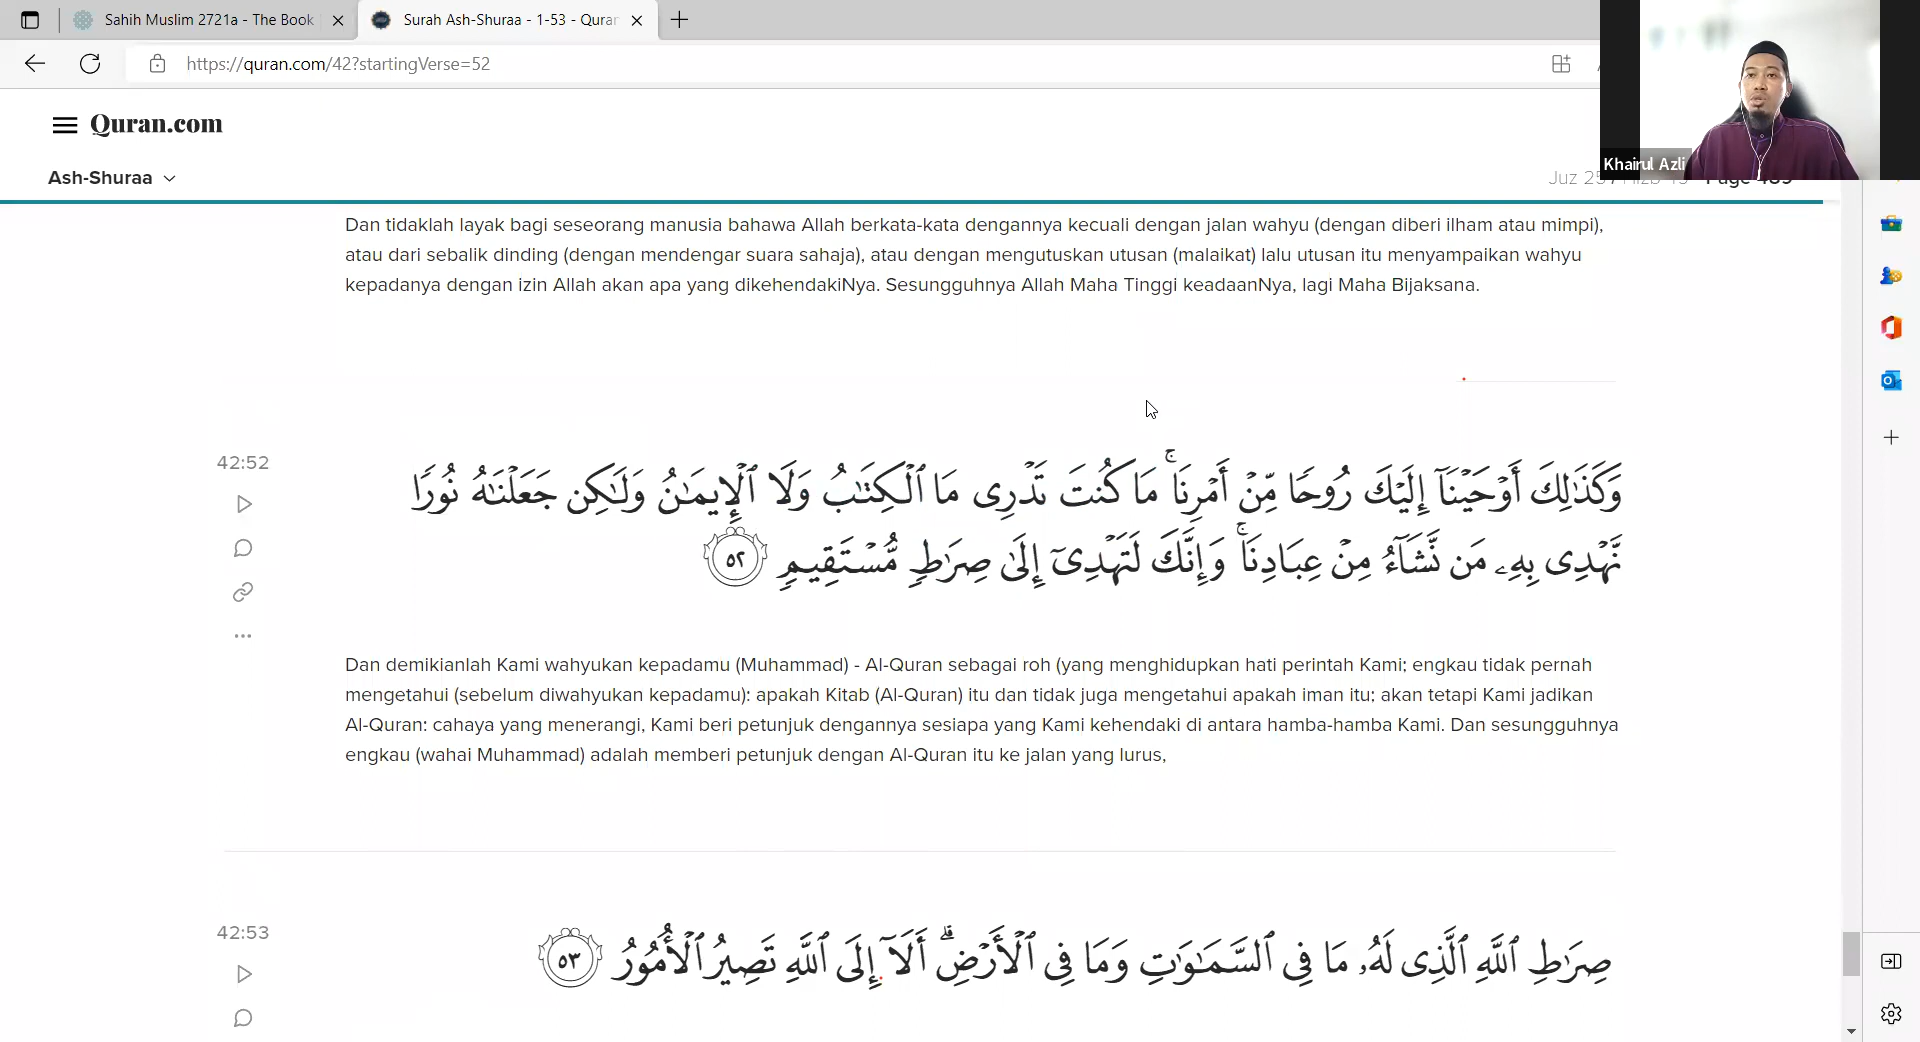 Sahih Muslim 2721a - The Book
Surah Ash-Shuraa - 1-53 - Quran
https://quran.com/42?startingVerse=52
Quran.com
Khairul Azli
Ash-Shuraa
Juz 25 / Hizb 49 Page 489
Dan tidaklah layak bagi seseorang manusia bahawa Allah berkata-kata dengannya kecuali dengan jalan wahyu (dengan diberi ilham atau mimpi),
atau dari sebalik dinding (dengan mendengar suara sahaja), atau dengan mengutuskan utusan (malaikat) lalu utusan itu menyampaikan wahyu
kepadanya dengan izin Allah akan apa yang dikehendakiNya. Sesungguhnya Allah Maha Tinggi keadaanNya, lagi Maha Bijaksana.
42:52
وَكَذَٰلِكَ أَوْحَيْنَآ إِلَيْكَ رُوحًا مِّنْ أَمْرِنَا ۚ مَا كُنتَ تَدْرِى مَا ٱلْكِتَـٰبُ وَلَا ٱلْإِيمَـٰنُ وَلَـٰكِن جَعَلْنَـٰهُ نُورًا
نَّهْدِى بِهِۦ مَن نَّشَآءُ مِنْ عِبَادِنَا ۚ وَإِنَّكَ لَتَهْدِىٓ إِلَىٰ صِرَٰطٍ مُّسْتَقِيمٍ ٥٢
Dan demikianlah Kami wahyukan kepadamu (Muhammad) - Al-Quran sebagai roh (yang menghidupkan hati perintah Kami; engkau tidak pernah
mengetahui (sebelum diwahyukan kepadamu): apakah Kitab (Al-Quran) itu dan tidak juga mengetahui apakah iman itu; akan tetapi Kami jadikan
Al-Quran: cahaya yang menerangi, Kami beri petunjuk dengannya sesiapa yang Kami kehendaki di antara hamba-hamba Kami. Dan sesungguhnya
engkau (wahai Muhammad) adalah memberi petunjuk dengan Al-Quran itu ke jalan yang lurus,
42:53
صِرَٰطِ ٱللَّهِ ٱلَّذِى لَهُۥ مَا فِى ٱلسَّمَـٰوَٰتِ وَمَا فِى ٱلْأَرْضِ ۗ أَلَآ إِلَى ٱللَّهِ تَصِيرُ ٱلْأُمُورُ ٥٣